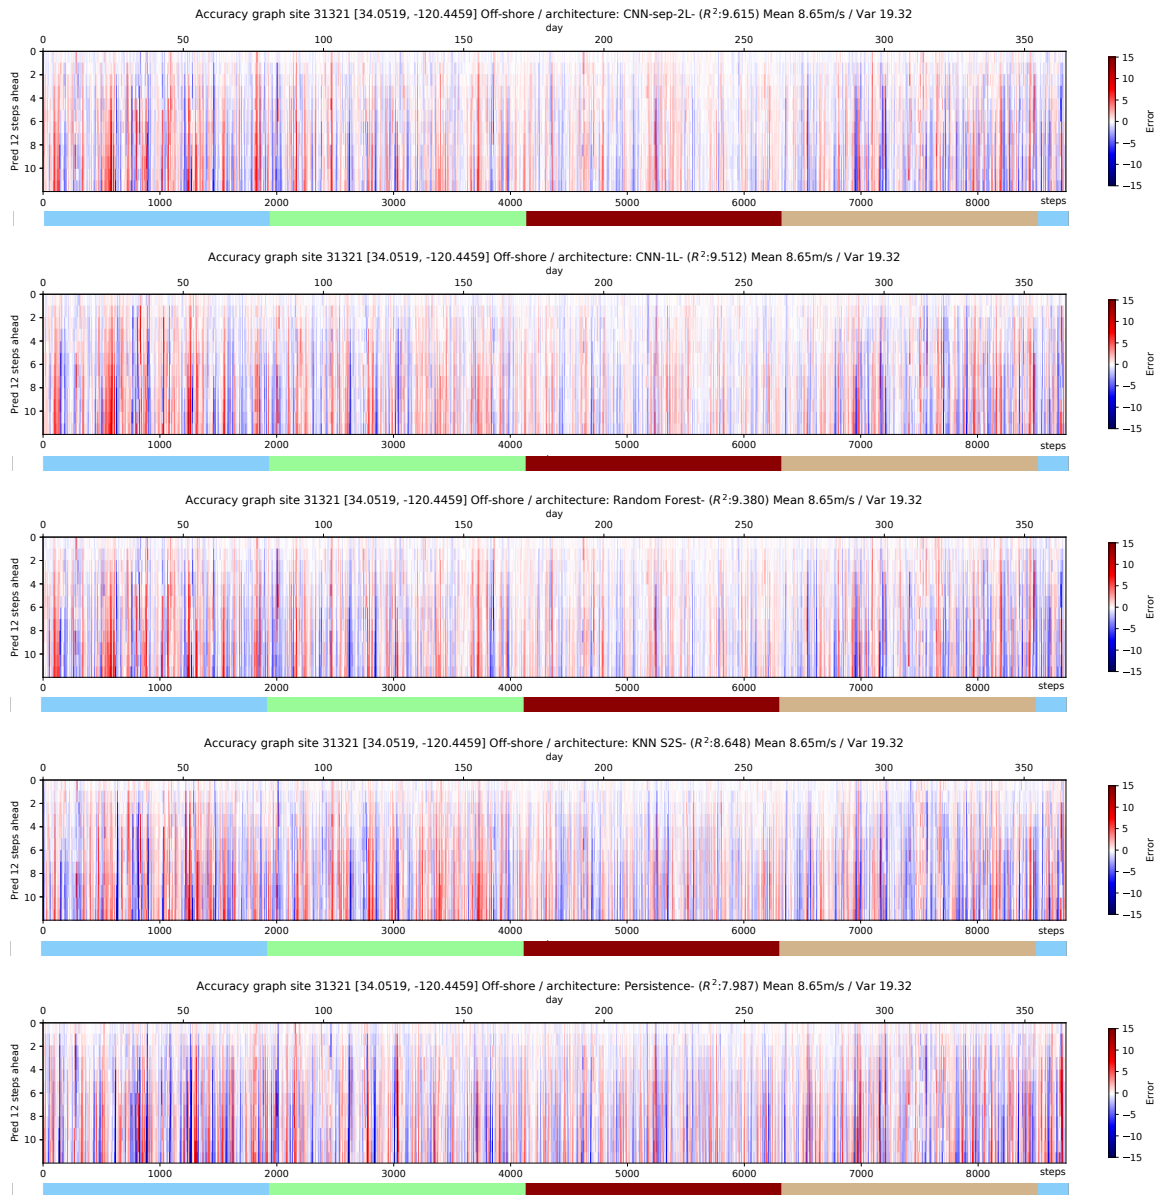 Accuracy graph site 31321 [34.0519, -120.4459] Off-shore / architecture: CNN-sep-2L- (R²:9.615) Mean 8.65m/s / Var 19.32
day
0 50 100 150 200 250 300 350
Pred 12 steps ahead
0
2
4
6
8
10
0 1000 2000 3000 4000 5000 6000 7000 8000 steps
15
10
5
0
−5
−10
−15
Error
Accuracy graph site 31321 [34.0519, -120.4459] Off-shore / architecture: CNN-1L- (R²:9.512) Mean 8.65m/s / Var 19.32
day
0 50 100 150 200 250 300 350
Pred 12 steps ahead
0
2
4
6
8
10
0 1000 2000 3000 4000 5000 6000 7000 8000 steps
15
10
5
0
−5
−10
−15
Error
Accuracy graph site 31321 [34.0519, -120.4459] Off-shore / architecture: Random Forest- (R²:9.380) Mean 8.65m/s / Var 19.32
day
0 50 100 150 200 250 300 350
Pred 12 steps ahead
0
2
4
6
8
10
0 1000 2000 3000 4000 5000 6000 7000 8000 steps
15
10
5
0
−5
−10
−15
Error
Accuracy graph site 31321 [34.0519, -120.4459] Off-shore / architecture: KNN S2S- (R²:8.648) Mean 8.65m/s / Var 19.32
day
0 50 100 150 200 250 300 350
Pred 12 steps ahead
0
2
4
6
8
10
0 1000 2000 3000 4000 5000 6000 7000 8000 steps
15
10
5
0
−5
−10
−15
Error
Accuracy graph site 31321 [34.0519, -120.4459] Off-shore / architecture: Persistence- (R²:7.987) Mean 8.65m/s / Var 19.32
day
0 50 100 150 200 250 300 350
Pred 12 steps ahead
0
2
4
6
8
10
0 1000 2000 3000 4000 5000 6000 7000 8000 steps
15
10
5
0
−5
−10
−15
Error